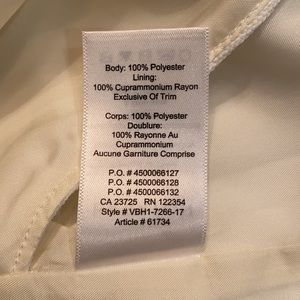 Body: 100% Polyester
Lining:
100% Cuprammonium Rayon
Exclusive Of Trim
Corps: 100% Polyester
Doublure:
100% Rayonne Au
Cuprammonium
Aucune Garniture Comprise
P.O. # 4500066127
P.O. # 4500066128
P.O. # 4500066132
CA 23725 RN 122354
Style # VBH1-7266-17
Article # 61734